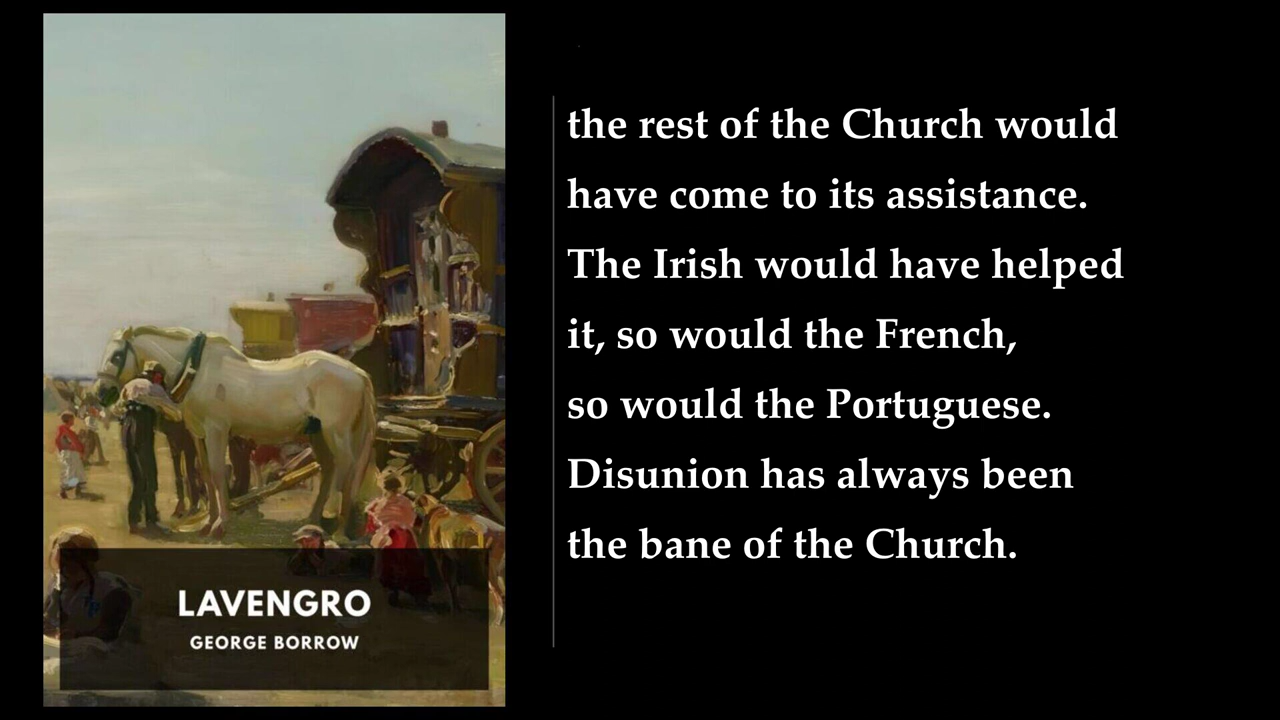 LAVENGRO
GEORGE BORROW
the rest of the Church would
have come to its assistance.
The Irish would have helped
it, so would the French,
so would the Portuguese.
Disunion has always been
the bane of the Church.